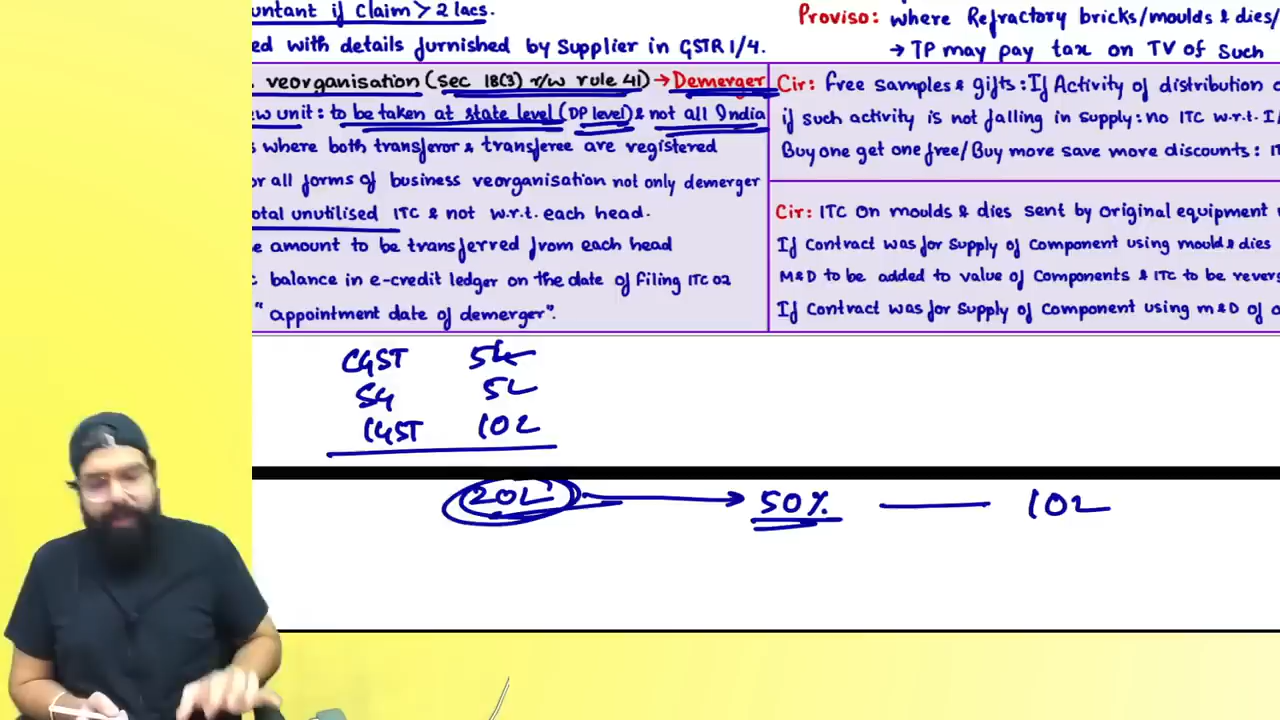 untant if Claim > 2 lacs.
ed with details furnished by Supplier in GSTR 1/4.
reorganisation (sec 18(3) r/w rule 41) → Demerger
ew unit: to be taken at state level (DP level) & not all India
s where both transferor & transferee are registered
or all forms of business reorganisation not only demerger
otal unutilised ITC & not w.r.t. each head.
e amount to be transferred from each head
c balance in e-credit ledger on the date of filing ITC 02
"appointment date of demerger".
Proviso: where Refractory bricks/moulds & dies/
→ TP may pay tax on TV of such
Cir: Free samples & gifts: If Activity of distribution o
if such activity is not falling in supply: no ITC w.r.t. I/
Buy one get one free/Buy more save more discounts: IT
Cir: ITC on moulds & dies sent by original equipment
If Contract was for supply of component using mould & dies
M&D to be added to value of Components & ITC to be revers
If Contract was for Supply of Component using M&D of o
CGST 5L
SG 5L
IGST 10L
20L → 50% — 10L